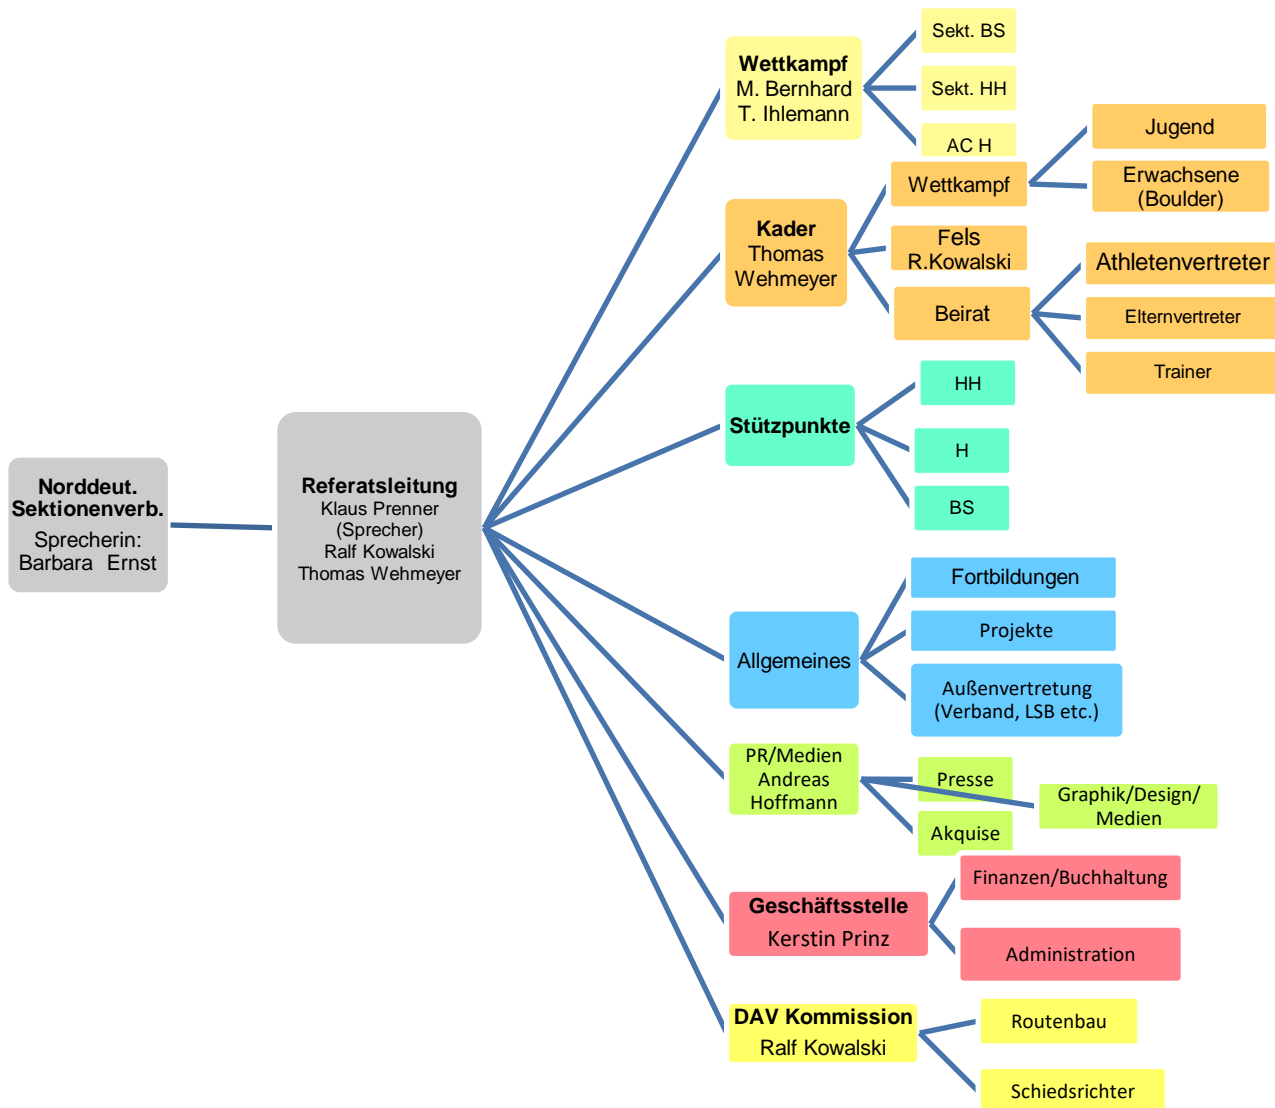 Norddeut.
Sektionenverb.
Sprecherin:
Barbara Ernst
Referatsleitung
Klaus Prenner
(Sprecher)
Ralf Kowalski
Thomas Wehmeyer
Wettkampf
M. Bernhard
T. Ihlemann
Sekt. BS
Sekt. HH
AC H
Kader
Thomas
Wehmeyer
Wettkampf
Jugend
Erwachsene
(Boulder)
Fels
R.Kowalski
Beirat
Athletenvertreter
Elternvertreter
Trainer
Stützpunkte
HH
H
BS
Allgemeines
Fortbildungen
Projekte
Außenvertretung
(Verband, LSB etc.)
PR/Medien
Andreas
Hoffmann
Presse
Graphik/Design/
Medien
Akquise
Geschäftsstelle
Kerstin Prinz
Finanzen/Buchhaltung
Administration
DAV Kommission
Ralf Kowalski
Routenbau
Schiedsrichter